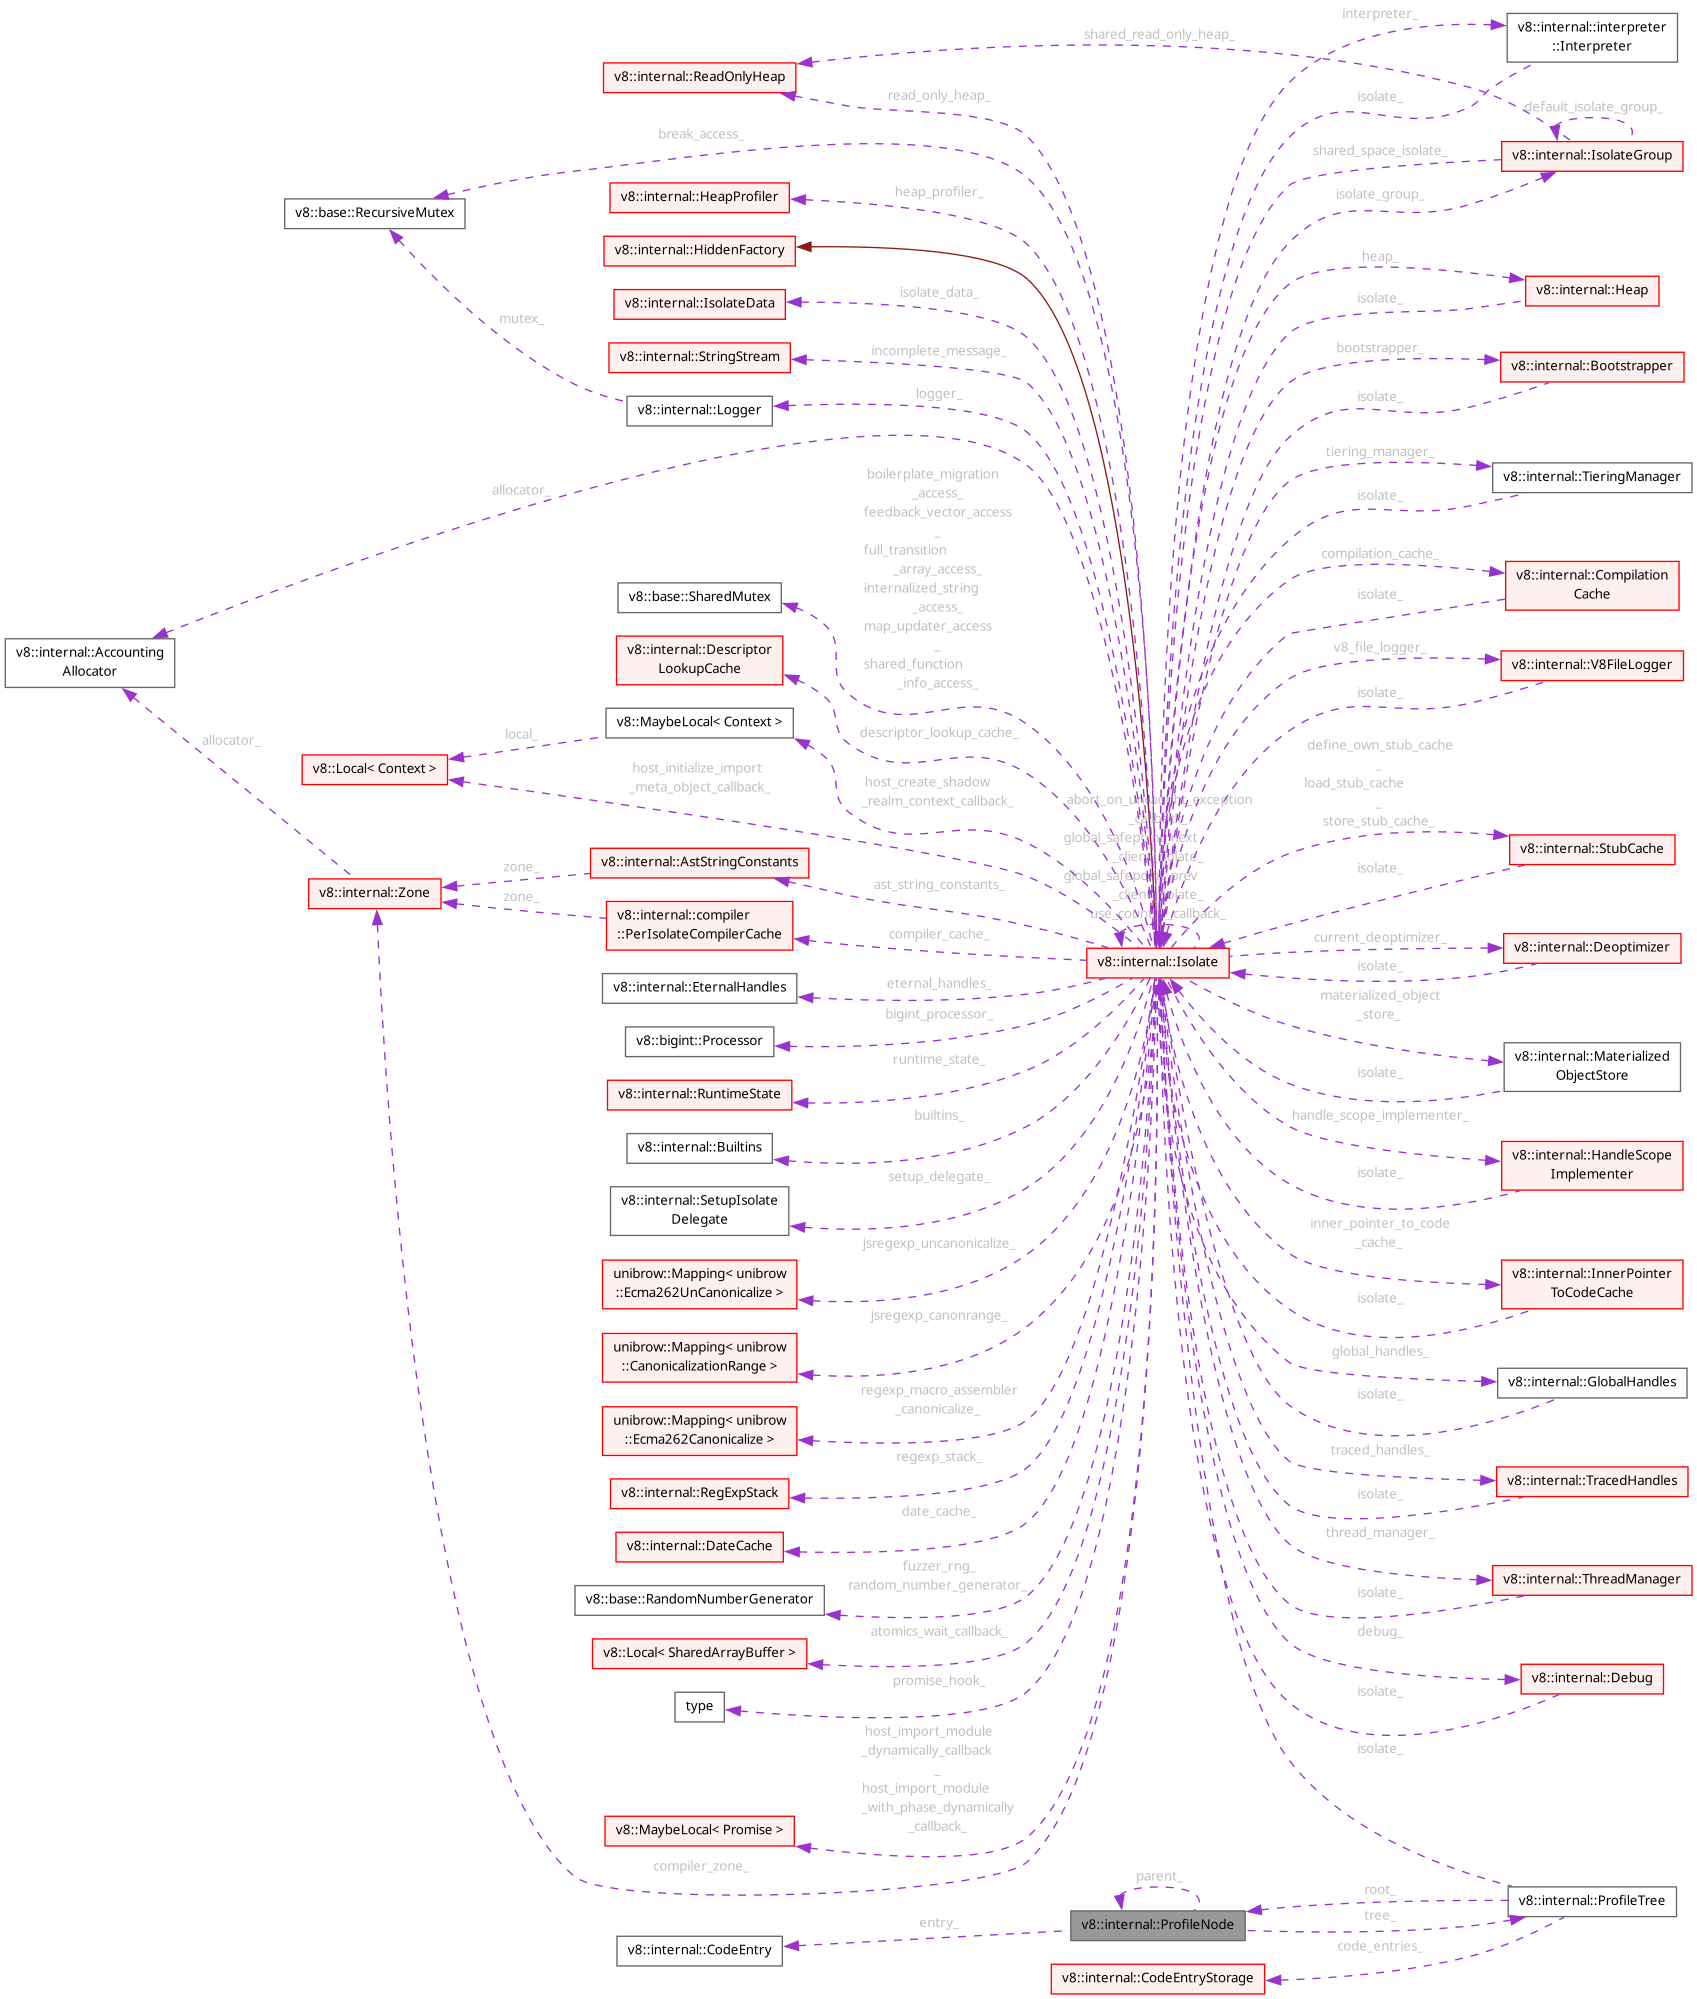 interpreter_
v8::internal::interpreter
::Interpreter
shared_read_only_heap_
v8::internal::ReadOnlyHeap
read_only_heap_
isolate_
default_isolate_group_
break_access_
shared_space_isolate_
v8::internal::IsolateGroup
v8::internal::HeapProfiler
heap_profiler_
isolate_group_
v8::base::RecursiveMutex
v8::internal::HiddenFactory
heap_
v8::internal::Heap
v8::internal::IsolateData
isolate_data_
isolate_
mutex_
v8::internal::StringStream
incomplete_message_
bootstrapper_
v8::internal::Bootstrapper
v8::internal::Logger
logger_
isolate_
tiering_manager_
v8::internal::TieringManager
allocator_
isolate_
boilerplate_migration
_access_
feedback_vector_access
_
full_transition
_array_access_
internalized_string
_access_
map_updater_access
_
shared_function
_info_access_
compilation_cache_
v8::internal::Compilation
Cache
isolate_
v8::base::SharedMutex
v8::internal::Descriptor
LookupCache
v8_file_logger_
v8::internal::V8FileLogger
isolate_
v8::internal::Accounting
Allocator
v8::MaybeLocal< Context >
descriptor_lookup_cache_
allocator_
local_
v8::Local< Context >
host_initialize_import
_meta_object_callback_
host_create_shadow
_realm_context_callback_
define_own_stub_cache
_
load_stub_cache
_
store_stub_cache_
v8::internal::StubCache
isolate_
_client_isolate_
_client_isolate_
v8::internal::AstStringConstants
zone_
v8::internal::Zone
zone_
ast_string_constants_
v8::internal::compiler
::PerIsolateCompilerCache
compiler_cache_
v8::internal::Isolate
current_deoptimizer_
v8::internal::Deoptimizer
isolate_
v8::internal::EternalHandles
eternal_handles_
bigint_processor_
v8::bigint::Processor
materialized_object
_store_
v8::internal::Materialized
ObjectStore
isolate_
runtime_state_
v8::internal::RuntimeState
builtins_
v8::internal::Builtins
handle_scope_implementer_
v8::internal::HandleScope
Implementer
isolate_
setup_delegate_
v8::internal::SetupIsolate
Delegate
jsregexp_uncanonicalize_
inner_pointer_to_code
_cache_
v8::internal::InnerPointer
ToCodeCache
isolate_
unibrow::Mapping< unibrow
::Ecma262UnCanonicalize >
jsregexp_canonrange_
unibrow::Mapping< unibrow
::CanonicalizationRange >
global_handles_
v8::internal::GlobalHandles
isolate_
regexp_macro_assembler
_canonicalize_
unibrow::Mapping< unibrow
::Ecma262Canonicalize >
regexp_stack_
v8::internal::RegExpStack
traced_handles_
v8::internal::TracedHandles
isolate_
date_cache_
v8::internal::DateCache
thread_manager_
v8::internal::ThreadManager
isolate_
fuzzer_rng_
random_number_generator_
v8::base::RandomNumberGenerator
atomics_wait_callback_
v8::Local< SharedArrayBuffer >
debug_
v8::internal::Debug
isolate_
promise_hook_
type
host_import_module
_dynamically_callback
_
host_import_module
_with_phase_dynamically
_callback_
v8::MaybeLocal< Promise >
isolate_
compiler_zone_
parent_
v8::internal::ProfileNode
root_
tree_
v8::internal::ProfileTree
entry_
v8::internal::CodeEntry
code_entries_
v8::internal::CodeEntryStorage